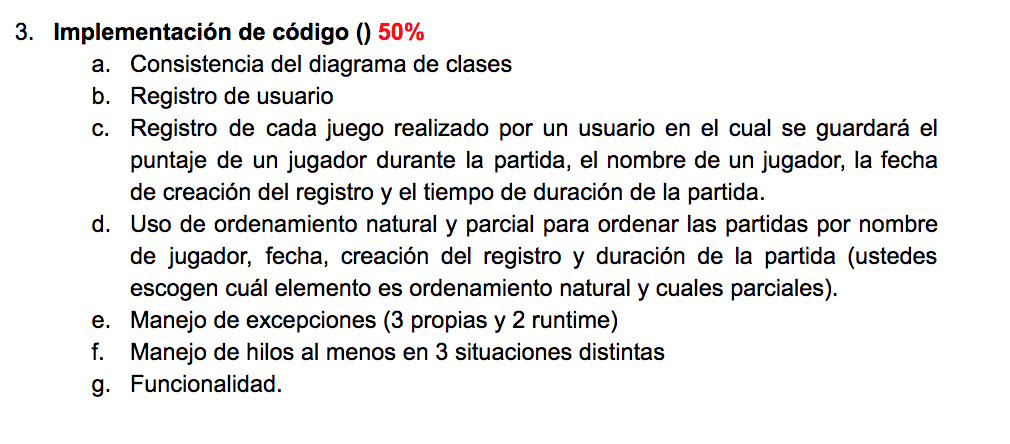 3. Implementación de código () 50%
a. Consistencia del diagrama de clases
b. Registro de usuario
c. Registro de cada juego realizado por un usuario en el cual se guardará el
puntaje de un jugador durante la partida, el nombre de un jugador, la fecha
de creación del registro y el tiempo de duración de la partida.
d. Uso de ordenamiento natural y parcial para ordenar las partidas por nombre
de jugador, fecha, creación del registro y duración de la partida (ustedes
escogen cuál elemento es ordenamiento natural y cuales parciales).
e. Manejo de excepciones (3 propias y 2 runtime)
f. Manejo de hilos al menos en 3 situaciones distintas
g. Funcionalidad.